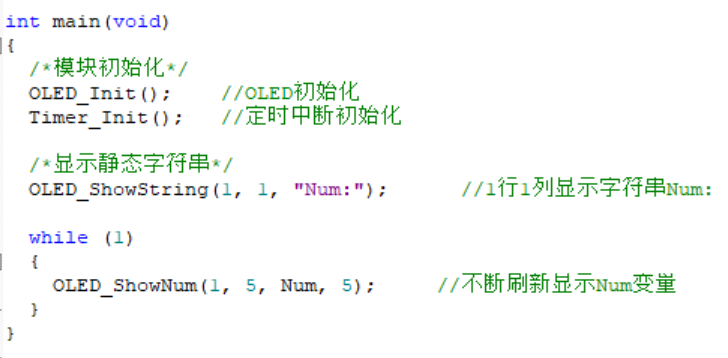 int main(void)
{
/*模块初始化*/
OLED_Init(); //OLED初始化
Timer_Init(); //定时中断初始化
/*显示静态字符串*/
OLED_ShowString(1, 1, "Num:"); //1行1列显示字符串Num:
while (1)
{
OLED_ShowNum(1, 5, Num, 5); //不断刷新显示Num变量
}
}